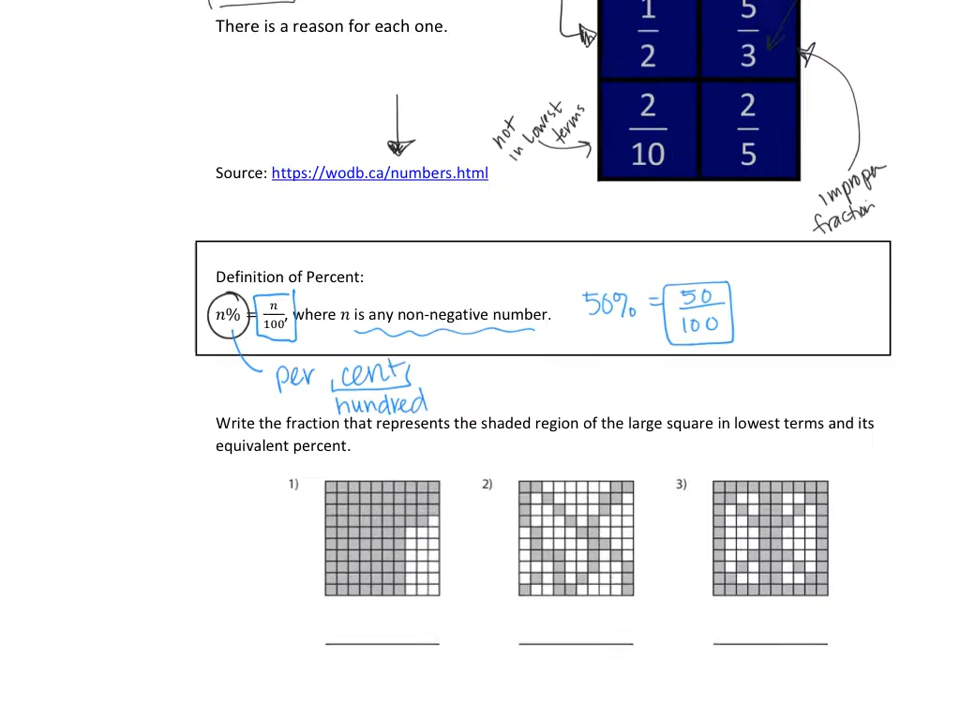 There is a reason for each one.
1 5
2 3
not in lowest terms
2 2
10 5
Source: https://wodb.ca/numbers.html
improper fraction
Definition of Percent:
n% = n/100, where n is any non-negative number.
50% = 50/100
per cent
hundred
Write the fraction that represents the shaded region of the large square in lowest terms and its
equivalent percent.
1) 2) 3)